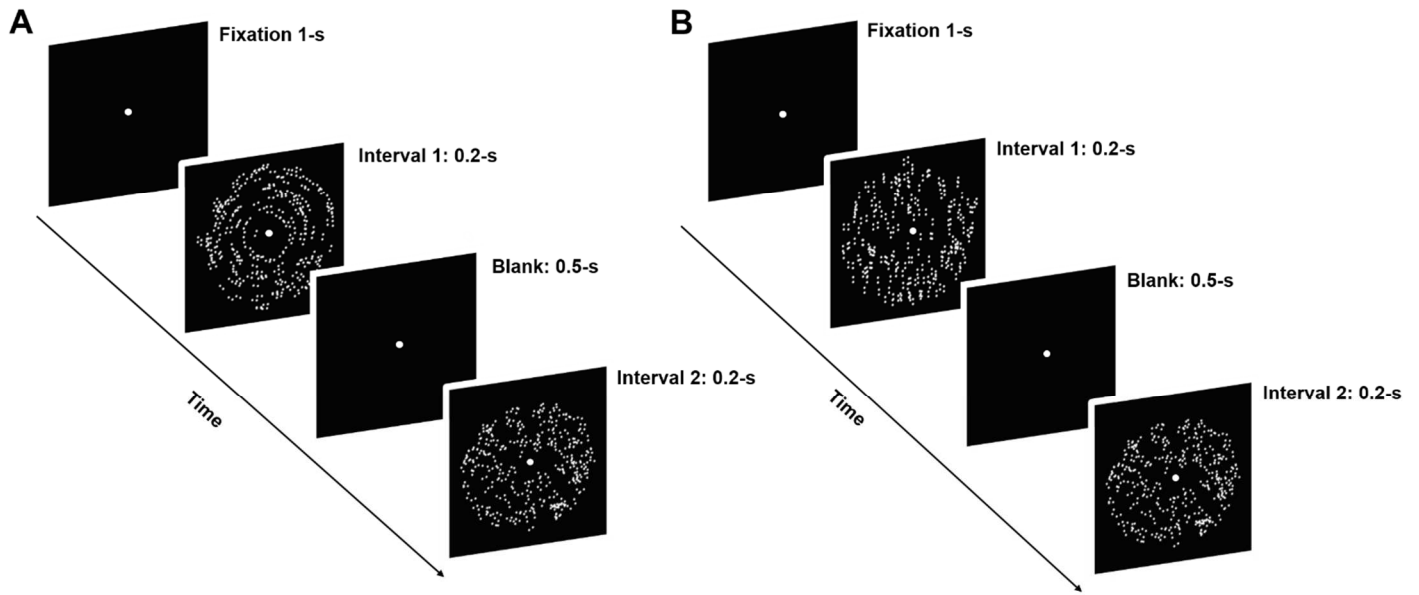 A
Fixation 1-s
Interval 1: 0.2-s
Blank: 0.5-s
Interval 2: 0.2-s
Time
B
Fixation 1-s
Interval 1: 0.2-s
Blank: 0.5-s
Interval 2: 0.2-s
Time